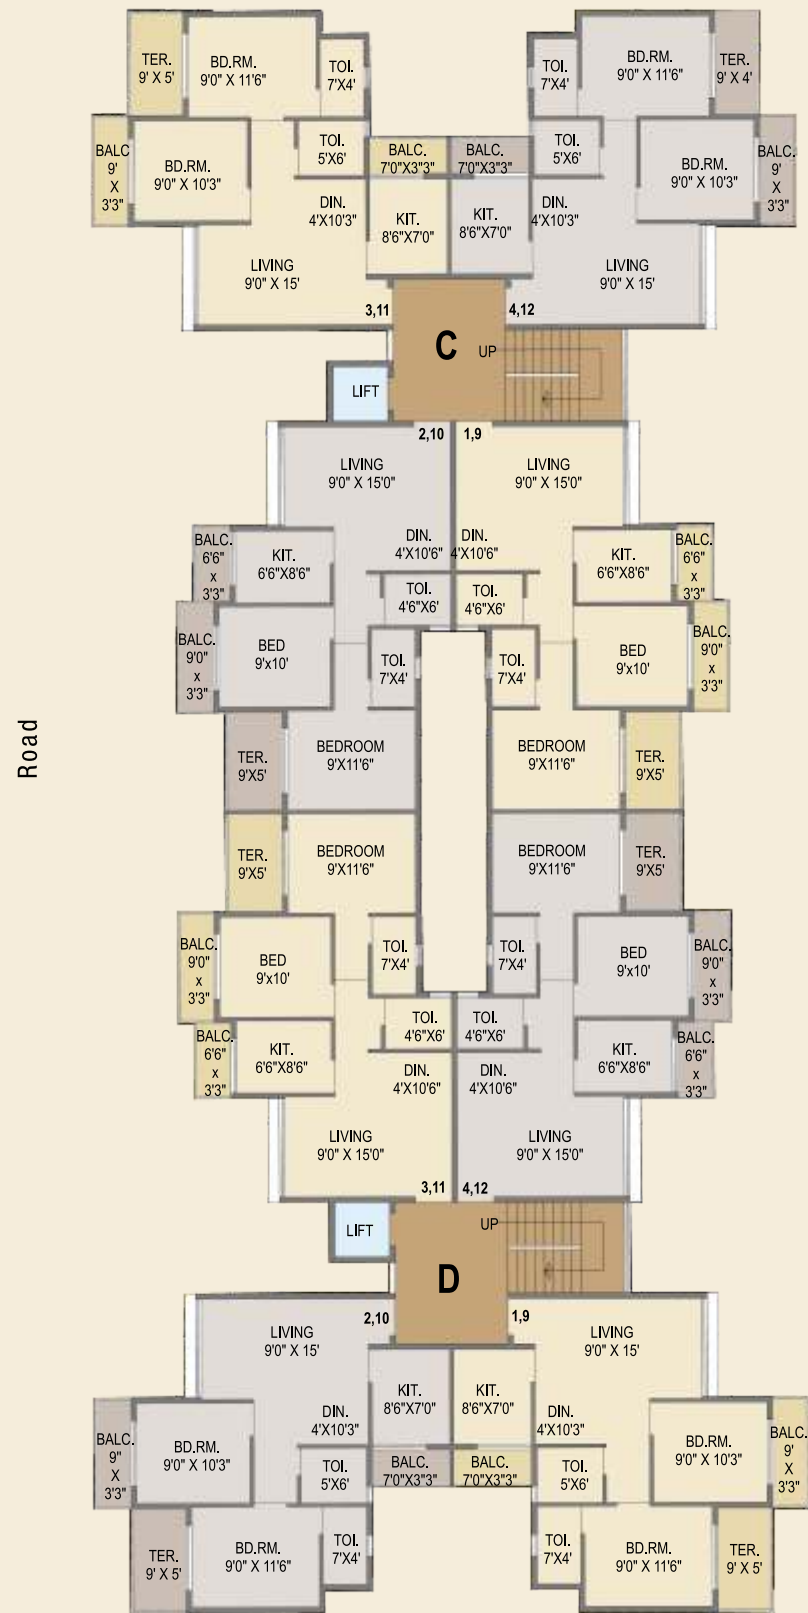 TER.
9' X 5'
BD.RM.
9'0" X 11'6"
TOI.
7'X4'
TOI.
7'X4'
BD.RM.
9'0" X 11'6"
TER.
9' X 4'
BALC
9'
X
3'3"
BD.RM.
9'0" X 10'3"
TOI.
5'X6'
BALC.
7'0"X3"3"
BALC.
7'0"X3"3"
TOI.
5'X6'
BD.RM.
9'0" X 10'3"
BALC.
9'
X
3'3"
DIN.
4'X10'3"
KIT.
8'6"X7'0"
KIT.
8'6"X7'0"
DIN.
4'X10'3"
LIVING
9'0" X 15'
LIVING
9'0" X 15'
3,11
4,12
C
UP
LIFT
2,10
1,9
LIVING
9'0" X 15'0"
LIVING
9'0" X 15'0"
BALC.
6'6"
x
3'3"
KIT.
6'6"X8'6"
DIN.
4'X10'6"
DIN.
4'X10'6"
KIT.
6'6"X8'6"
BALC.
6'6"
x
3'3"
TOI.
4'6"X6'
TOI.
4'6"X6'
BALC.
9'0"
x
3'3"
BED
9'x10'
TOI.
7'X4'
TOI.
7'X4'
BED
9'x10'
BALC.
9'0"
x
3'3"
Road
TER.
9'X5'
BEDROOM
9'X11'6"
BEDROOM
9'X11'6"
TER.
9'X5'
TER.
9'X5'
BEDROOM
9'X11'6"
BEDROOM
9'X11'6"
TER.
9'X5'
BALC.
9'0"
x
3'3"
BED
9'x10'
TOI.
7'X4'
TOI.
7'X4'
BED
9'x10'
BALC.
9'0"
x
3'3"
TOI.
4'6"X6'
TOI.
4'6"X6'
BALC.
6'6"
x
3'3"
KIT.
6'6"X8'6"
DIN.
4'X10'6"
DIN.
4'X10'6"
KIT.
6'6"X8'6"
BALC.
6'6"
x
3'3"
LIVING
9'0" X 15'0"
LIVING
9'0" X 15'0"
3,11
4,12
LIFT
UP
D
2,10
1,9
LIVING
9'0" X 15'
LIVING
9'0" X 15'
KIT.
8'6"X7'0"
KIT.
8'6"X7'0"
DIN.
4'X10'3"
DIN.
4'X10'3"
BALC.
9"
X
3'3"
BD.RM.
9'0" X 10'3"
TOI.
5'X6'
BALC.
7'0"X3"3"
BALC.
7'0"X3"3"
TOI.
5'X6'
BD.RM.
9'0" X 10'3"
BALC.
9'
X
3'3"
TER.
9' X 5'
BD.RM.
9'0" X 11'6"
TOI.
7'X4'
TOI.
7'X4'
BD.RM.
9'0" X 11'6"
TER.
9' X 5'